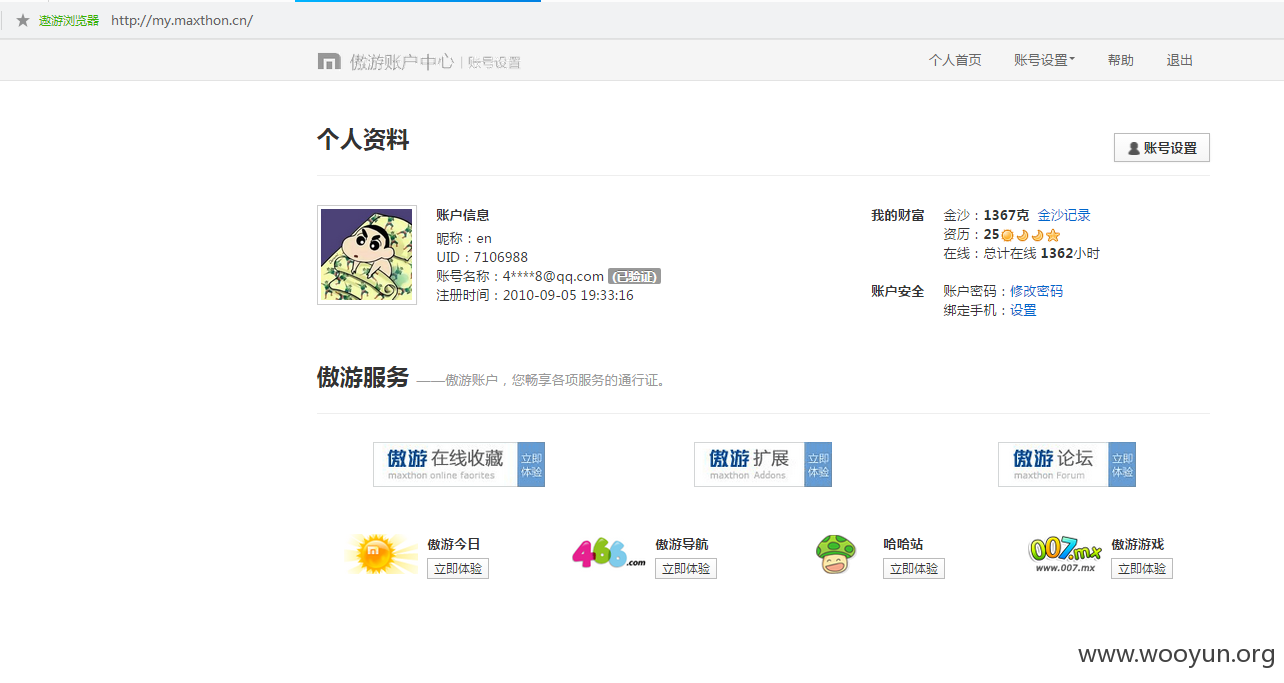 傲游浏览器 http://my.maxthon.cn/
傲游账户中心 | 账号设置 个人首页 账号设置 帮助 退出
个人资料
账号设置
账户信息
昵称：en
UID：7106988
账号名称：4****8@qq.com (已验证)
注册时间：2010-09-05 19:33:16
我的财富 金沙：1367克 金沙记录
资历：25
在线：总计在线 1362小时
账户安全 账户密码：修改密码
绑定手机：设置
傲游服务 ——傲游账户，您畅享各项服务的通行证。
傲游 在线收藏 立即体验
maxthon online faorites
傲游 扩展 立即体验
maxthon Addons
傲游 论坛 立即体验
maxthon Forum
傲游今日
立即体验
466.com
傲游导航
立即体验
哈哈站
立即体验
007.mx
www.007.mx
傲游游戏
立即体验
www.wooyun.org